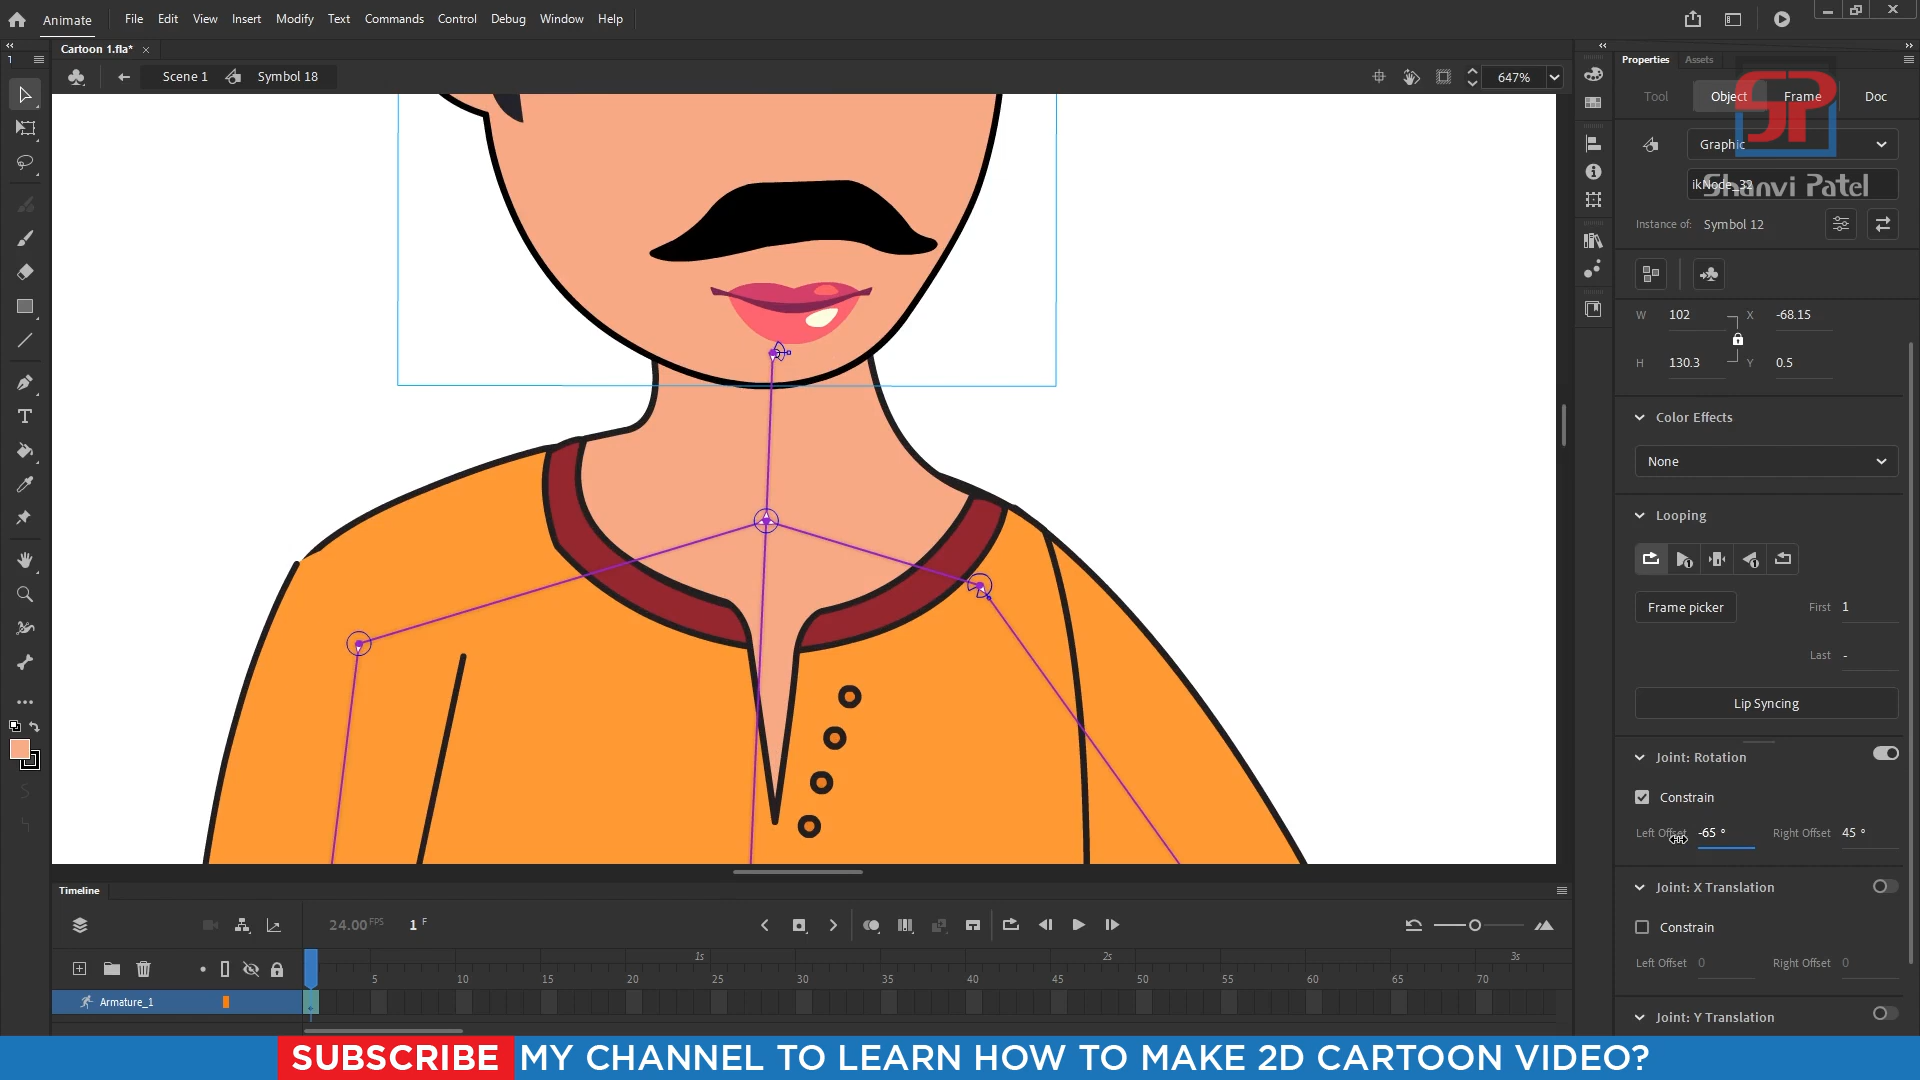 Animate File Edit View Insert Modify Text Commands Control Debug Window Help
Cartoon 1.fla* ×
Scene 1 Symbol 18 647%
Properties Assets
Tool Object Frame Doc
Graphic
ikNode_32
Shanvi Patel
Instance of: Symbol 12
W 102 X -68.15
H 130.3 Y 0.5
Color Effects
None
Looping
Frame picker First 1
Last -
Lip Syncing
Joint: Rotation
Constrain
Left Offset -65 ° Right Offset 45 °
Joint: X Translation
Constrain
Left Offset 0 Right Offset 0
Joint: Y Translation
Timeline
24.00 FPS 1 F
1s 2s 3s
5 10 15 20 25 30 35 40 45 50 55 60 65 70
Armature_1
SUBSCRIBE MY CHANNEL TO LEARN HOW TO MAKE 2D CARTOON VIDEO?